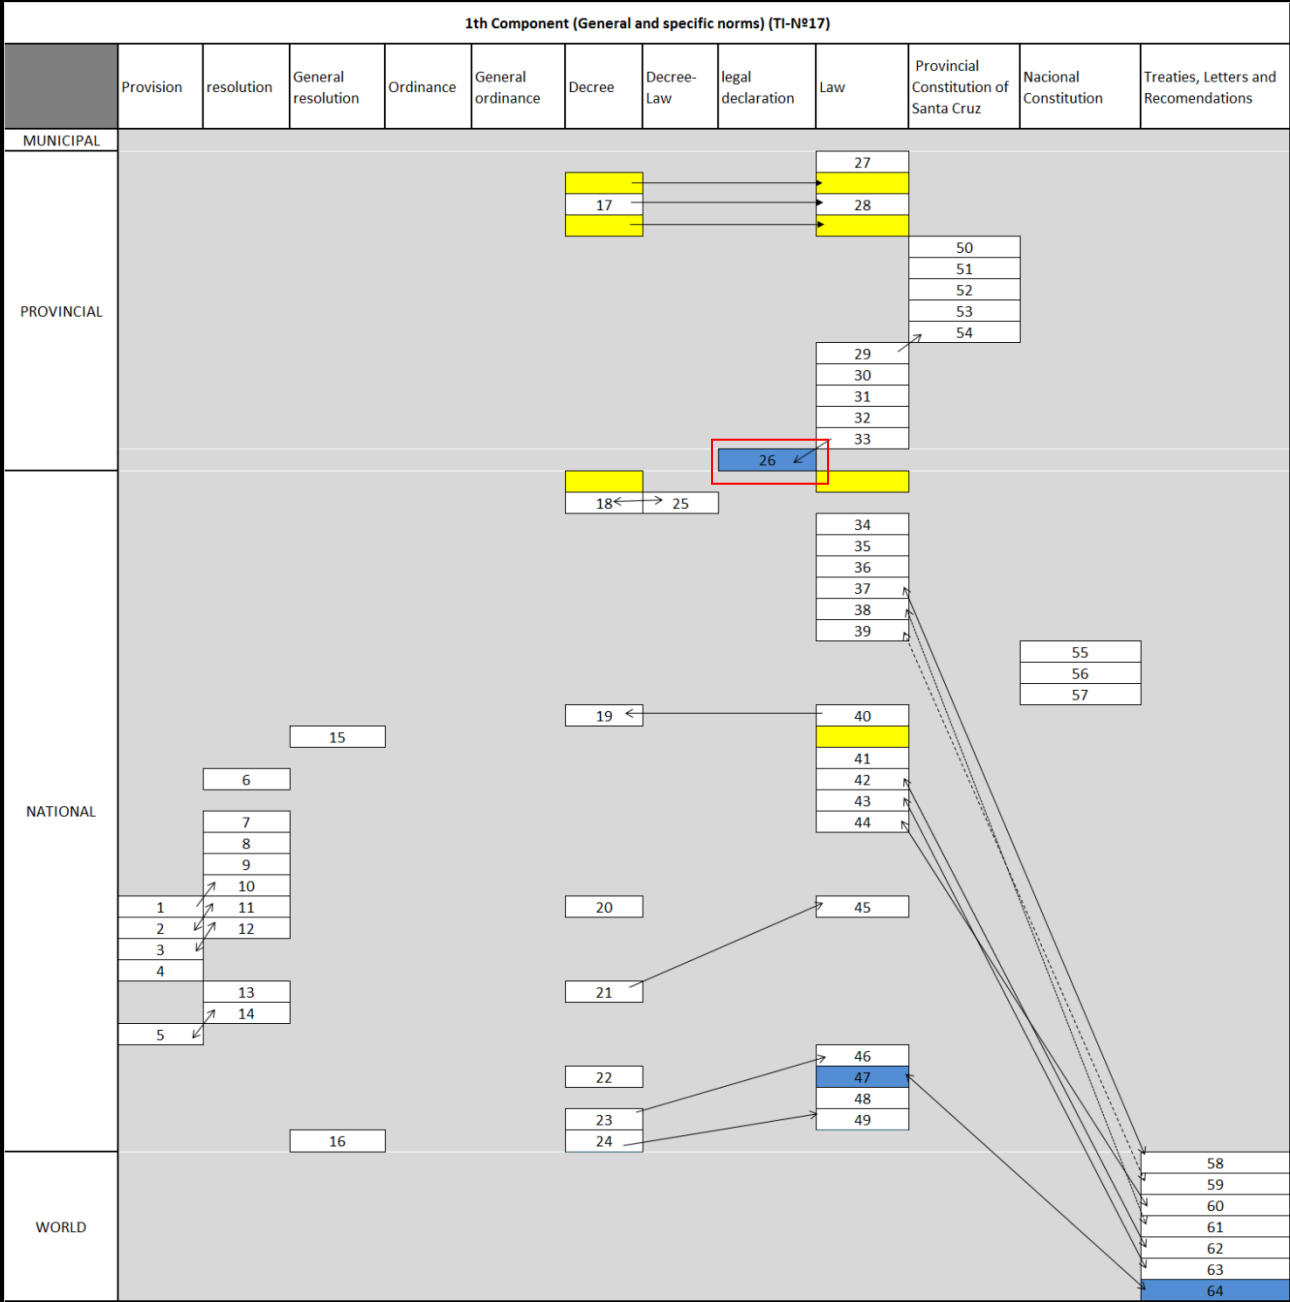 1th Component (General and specific norms) (TI-Nº17)
Provision
resolution
General
resolution
Ordinance
General
ordinance
Decree
Decree-
Law
legal
declaration
Law
Provincial
Constitution of
Santa Cruz
Nacional
Constitution
Treaties, Letters and
Recomendations
MUNICIPAL
27
17 28
50
51
52
53
PROVINCIAL
54
29
30
31
32
33
26
18 25
34
35
36
37
38
39
55
56
57
19 40
15
41
6 42
43
NATIONAL
7 44
8
9
10
1 11 20 45
2 12
3
4
13 21
14
5
46
22 47
48
23 49
16 24
58
59
60
WORLD
61
62
63
64